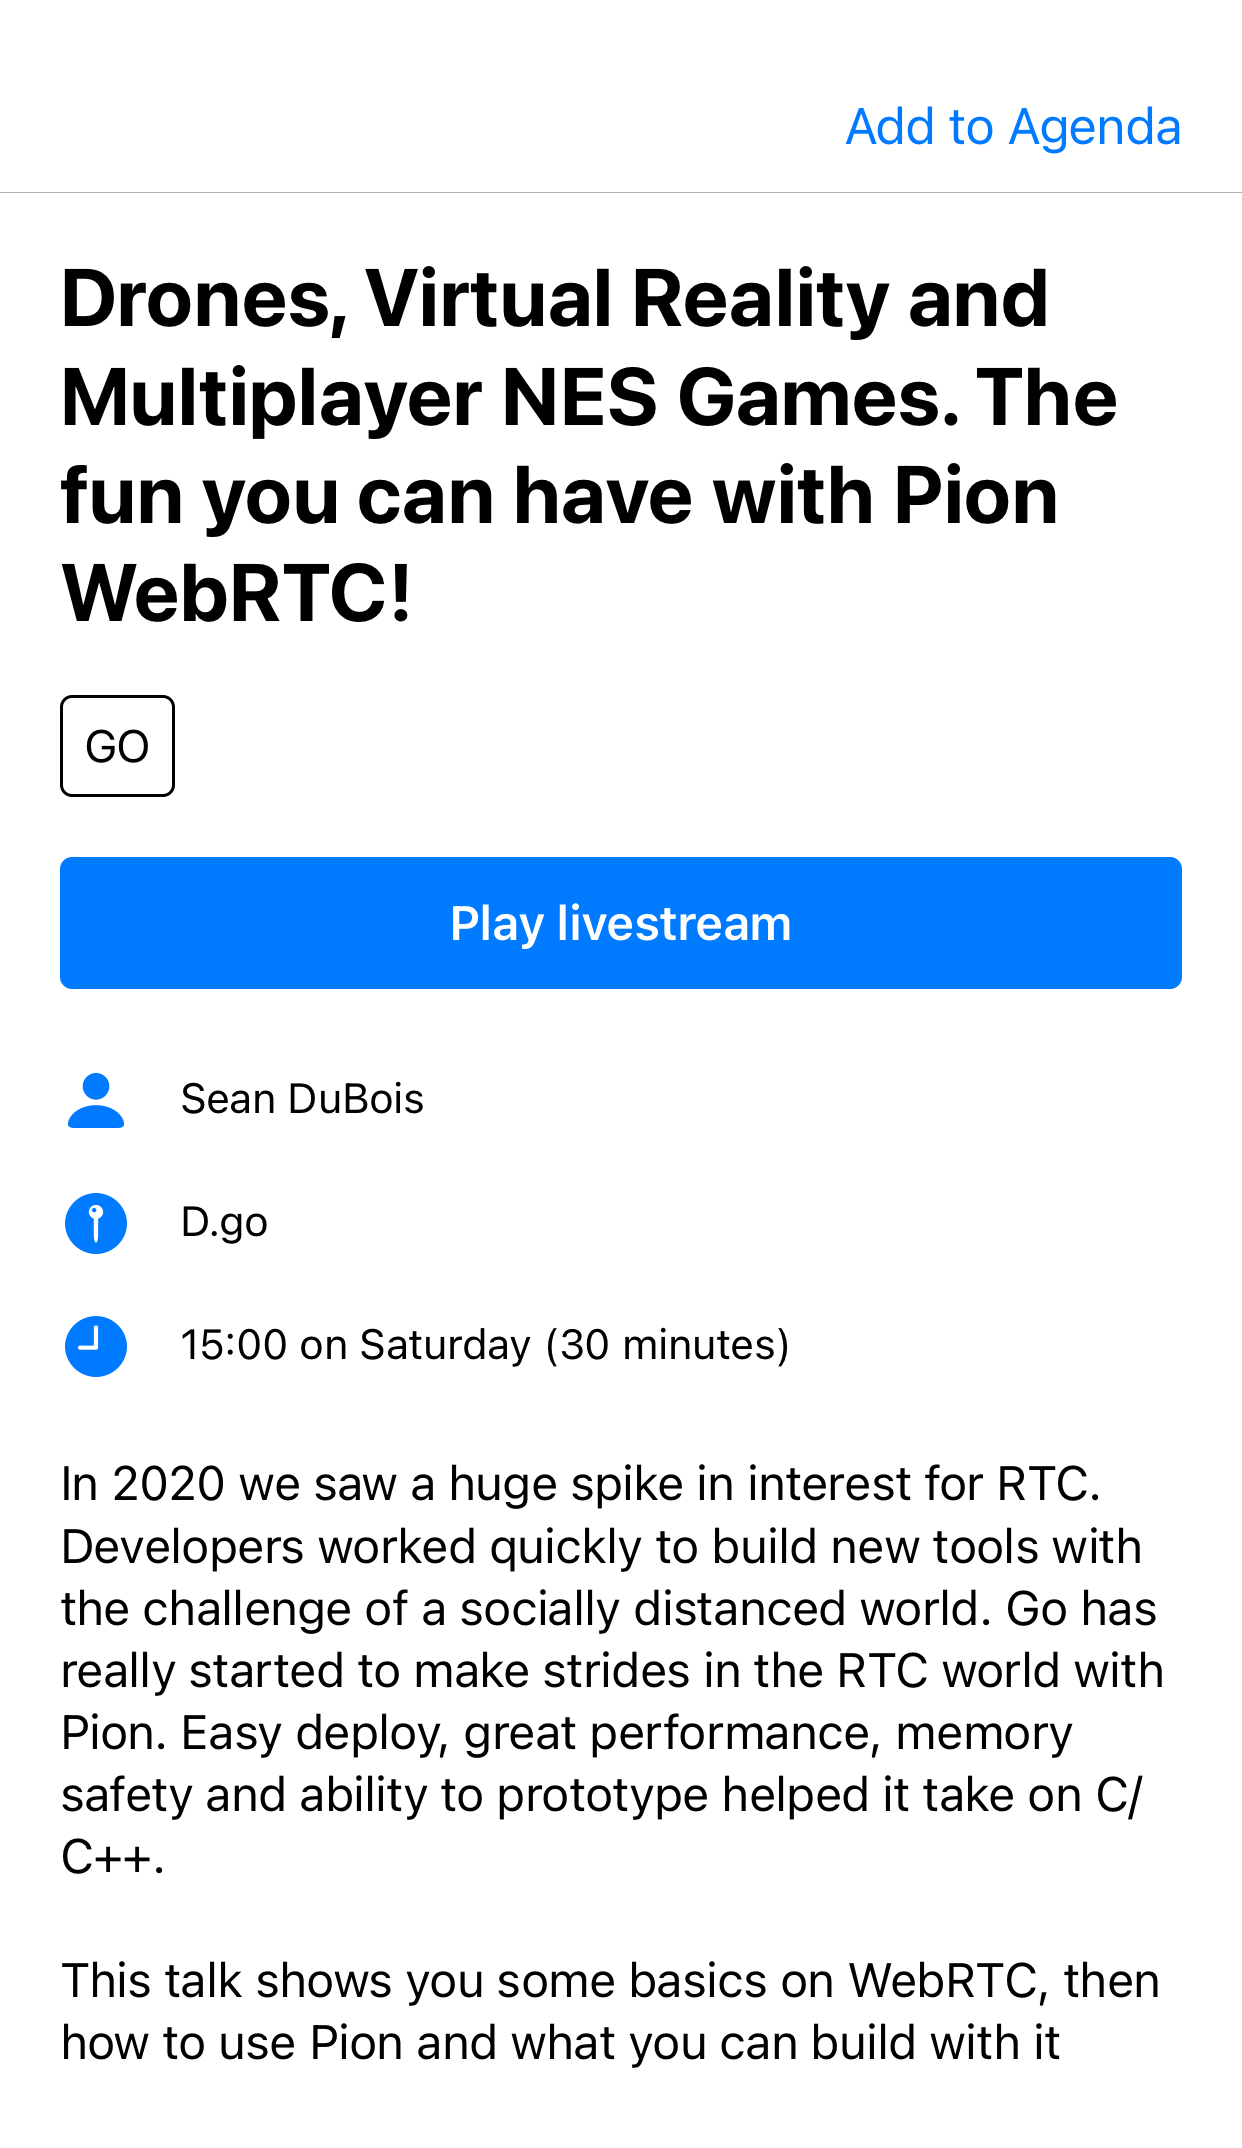 Add to Agenda
Drones, Virtual Reality and
Multiplayer NES Games. The
fun you can have with Pion
WebRTC!
GO
Play livestream
Sean DuBois
D.go
15:00 on Saturday (30 minutes)
In 2020 we saw a huge spike in interest for RTC.
Developers worked quickly to build new tools with
the challenge of a socially distanced world. Go has
really started to make strides in the RTC world with
Pion. Easy deploy, great performance, memory
safety and ability to prototype helped it take on C/
C++.
This talk shows you some basics on WebRTC, then
how to use Pion and what you can build with it